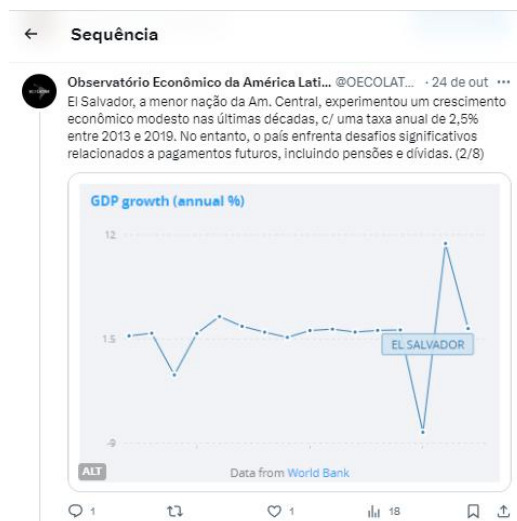 Sequência
Observatório Econômico da América Lati... @OECOLAT... · 24 de out
El Salvador, a menor nação da Am. Central, experimentou um crescimento
econômico modesto nas últimas décadas, c/ uma taxa anual de 2,5%
entre 2013 e 2019. No entanto, o país enfrenta desafios significativos
relacionados a pagamentos futuros, incluindo pensões e dívidas. (2/8)
GDP growth (annual %)
12
1.5
EL SALVADOR
-9
ALT
Data from World Bank
1
1
18